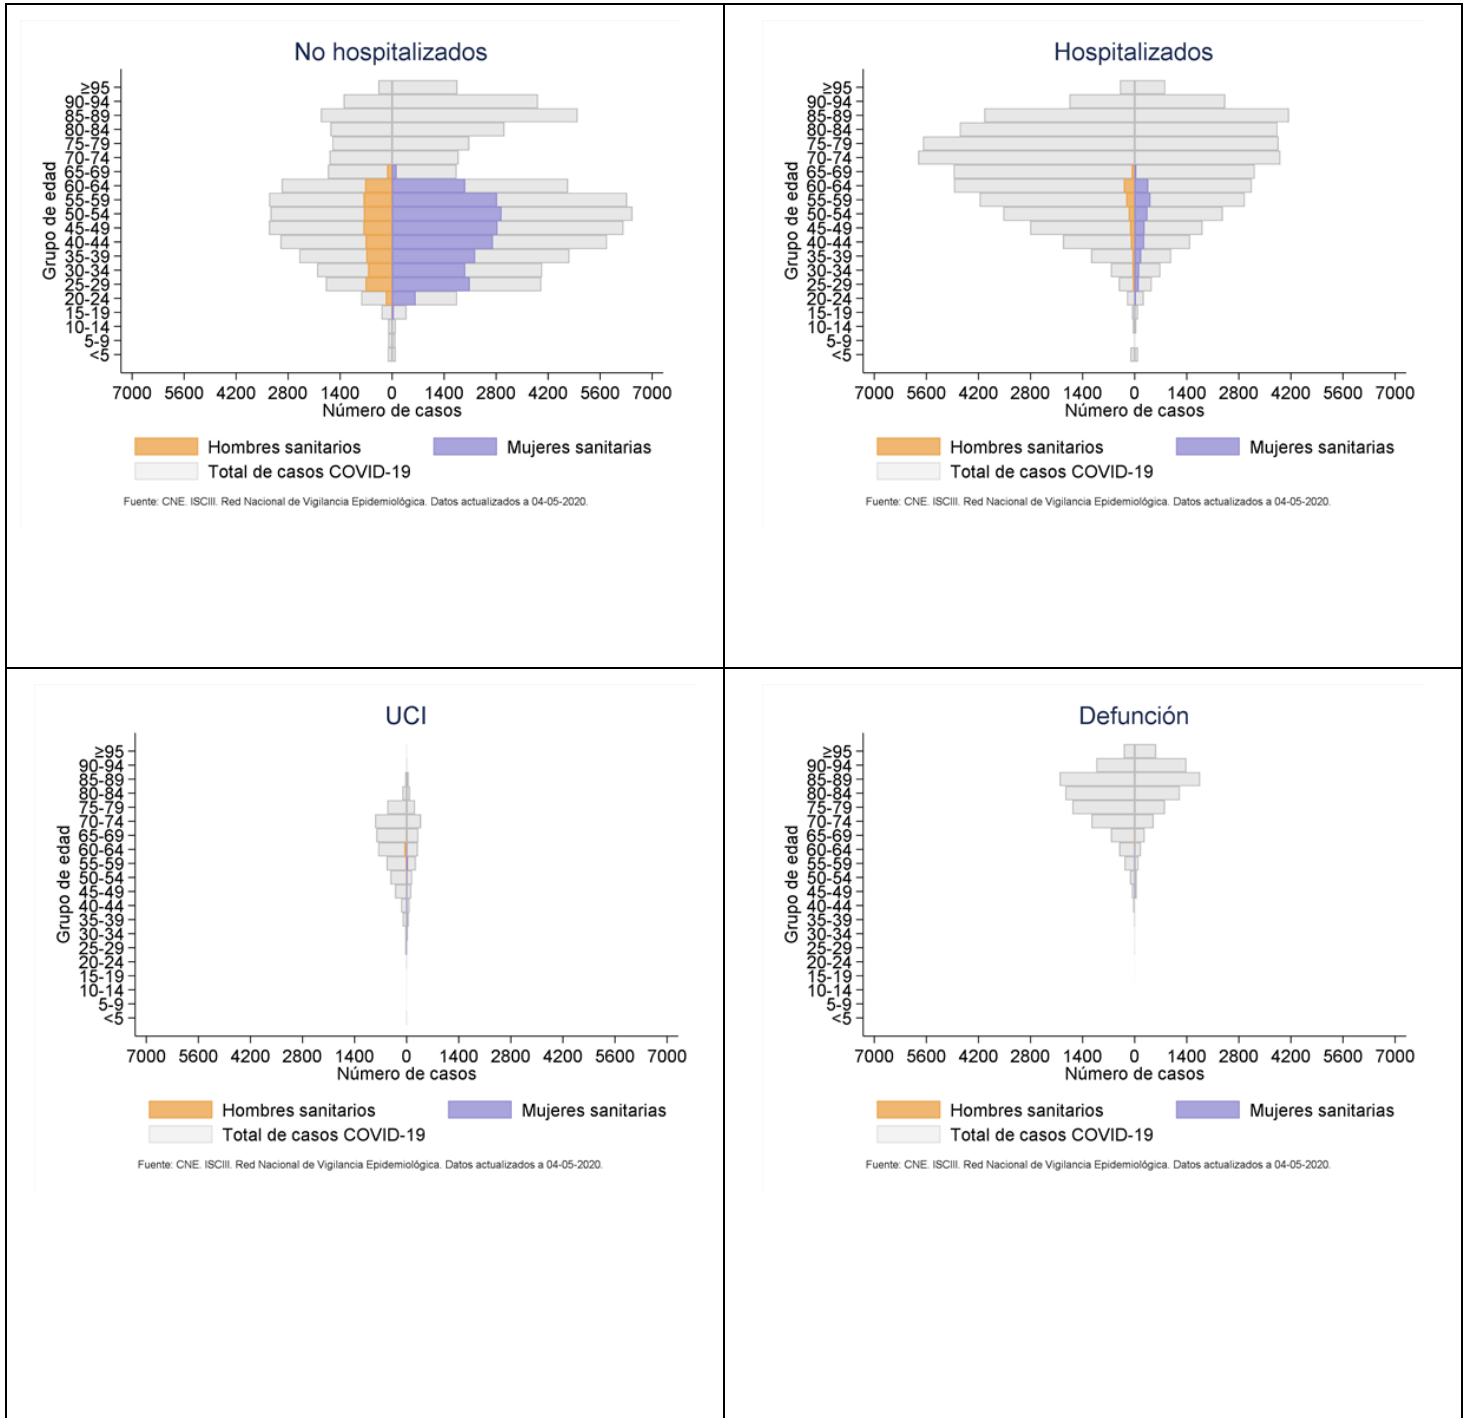 No hospitalizados
Grupo de edad
≥95
90-94
85-89
80-84
75-79
70-74
65-69
60-64
55-59
50-54
45-49
40-44
35-39
30-34
25-29
20-24
15-19
10-14
5-9
<5
7000 5600 4200 2800 1400 0 1400 2800 4200 5600 7000
Número de casos
Hombres sanitarios Mujeres sanitarias
Total de casos COVID-19
Fuente: CNE. ISCIII. Red Nacional de Vigilancia Epidemiológica. Datos actualizados a 04-05-2020.
Hospitalizados
Grupo de edad
≥95
90-94
85-89
80-84
75-79
70-74
65-69
60-64
55-59
50-54
45-49
40-44
35-39
30-34
25-29
20-24
15-19
10-14
5-9
<5
7000 5600 4200 2800 1400 0 1400 2800 4200 5600 7000
Número de casos
Hombres sanitarios Mujeres sanitarias
Total de casos COVID-19
Fuente: CNE. ISCIII. Red Nacional de Vigilancia Epidemiológica. Datos actualizados a 04-05-2020.
UCI
Grupo de edad
≥95
90-94
85-89
80-84
75-79
70-74
65-69
60-64
55-59
50-54
45-49
40-44
35-39
30-34
25-29
20-24
15-19
10-14
5-9
<5
7000 5600 4200 2800 1400 0 1400 2800 4200 5600 7000
Número de casos
Hombres sanitarios Mujeres sanitarias
Total de casos COVID-19
Fuente: CNE. ISCIII. Red Nacional de Vigilancia Epidemiológica. Datos actualizados a 04-05-2020.
Defunción
Grupo de edad
≥95
90-94
85-89
80-84
75-79
70-74
65-69
60-64
55-59
50-54
45-49
40-44
35-39
30-34
25-29
20-24
15-19
10-14
5-9
<5
7000 5600 4200 2800 1400 0 1400 2800 4200 5600 7000
Número de casos
Hombres sanitarios Mujeres sanitarias
Total de casos COVID-19
Fuente: CNE. ISCIII. Red Nacional de Vigilancia Epidemiológica. Datos actualizados a 04-05-2020.